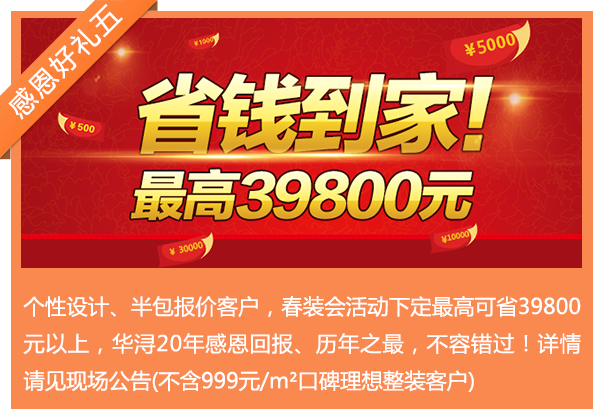 感恩好礼五
¥1000
¥5000
¥500
省钱到家!
最高39800元
¥30000
¥10000
个性设计、半包报价客户，春装会活动下定最高可省39800
元以上，华浔20年感恩回报、历年之最，不容错过！详情
请见现场公告(不含999元/m²口碑理想整装客户)